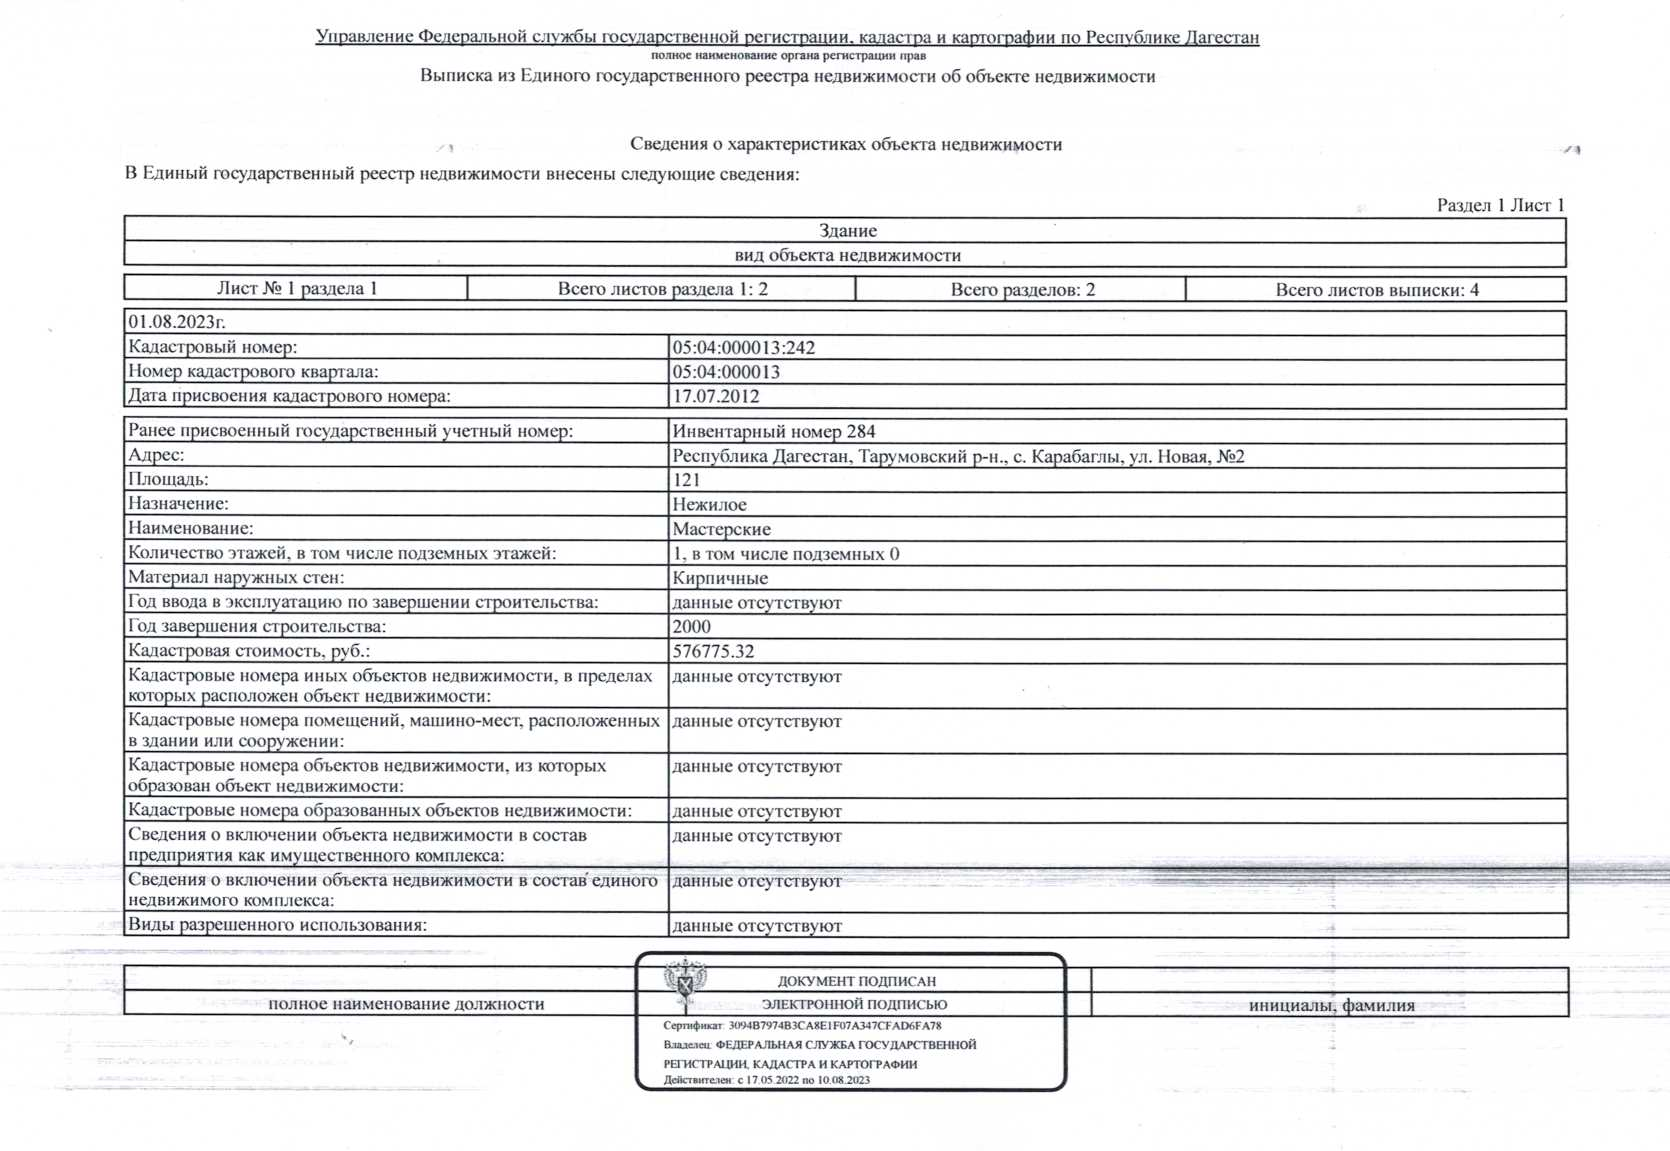 Управление Федеральной службы государственной регистрации, кадастра и картографии по Республике Дагестан
полное наименование органа регистрации прав
Выписка из Единого государственного реестра недвижимости об объекте недвижимости
Сведения о характеристиках объекта недвижимости
В Единый государственный реестр недвижимости внесены следующие сведения:
Раздел 1 Лист 1
Здание
вид объекта недвижимости
Лист № 1 раздела 1 Всего листов раздела 1: 2 Всего разделов: 2 Всего листов выписки: 4
01.08.2023г.
Кадастровый номер: 05:04:000013:242
Номер кадастрового квартала: 05:04:000013
Дата присвоения кадастрового номера: 17.07.2012
Ранее присвоенный государственный учетный номер: Инвентарный номер 284
Адрес: Республика Дагестан, Тарумовский р-н., с. Карабаглы, ул. Новая, №2
Площадь: 121
Назначение: Нежилое
Наименование: Мастерские
Количество этажей, в том числе подземных этажей: 1, в том числе подземных 0
Материал наружных стен: Кирпичные
Год ввода в эксплуатацию по завершении строительства: данные отсутствуют
Год завершения строительства: 2000
Кадастровая стоимость, руб.: 576775.32
Кадастровые номера иных объектов недвижимости, в пределах данные отсутствуют
которых расположен объект недвижимости:
Кадастровые номера помещений, машино-мест, расположенных данные отсутствуют
в здании или сооружении:
Кадастровые номера объектов недвижимости, из которых данные отсутствуют
образован объект недвижимости:
Кадастровые номера образованных объектов недвижимости: данные отсутствуют
Сведения о включении объекта недвижимости в состав данные отсутствуют
предприятия как имущественного комплекса:
Сведения о включении объекта недвижимости в состав единого данные отсутствуют
недвижимого комплекса:
Виды разрешенного использования: данные отсутствуют
ДОКУМЕНТ ПОДПИСАН
полное наименование должности ЭЛЕКТРОННОЙ ПОДПИСЬЮ инициалы, фамилия
Сертификат: 3094B7974B3CA8E1F07A347CFAD6FA78
Владелец: ФЕДЕРАЛЬНАЯ СЛУЖБА ГОСУДАРСТВЕННОЙ
РЕГИСТРАЦИИ, КАДАСТРА И КАРТОГРАФИИ
Действителен: с 17.05.2022 по 10.08.2023